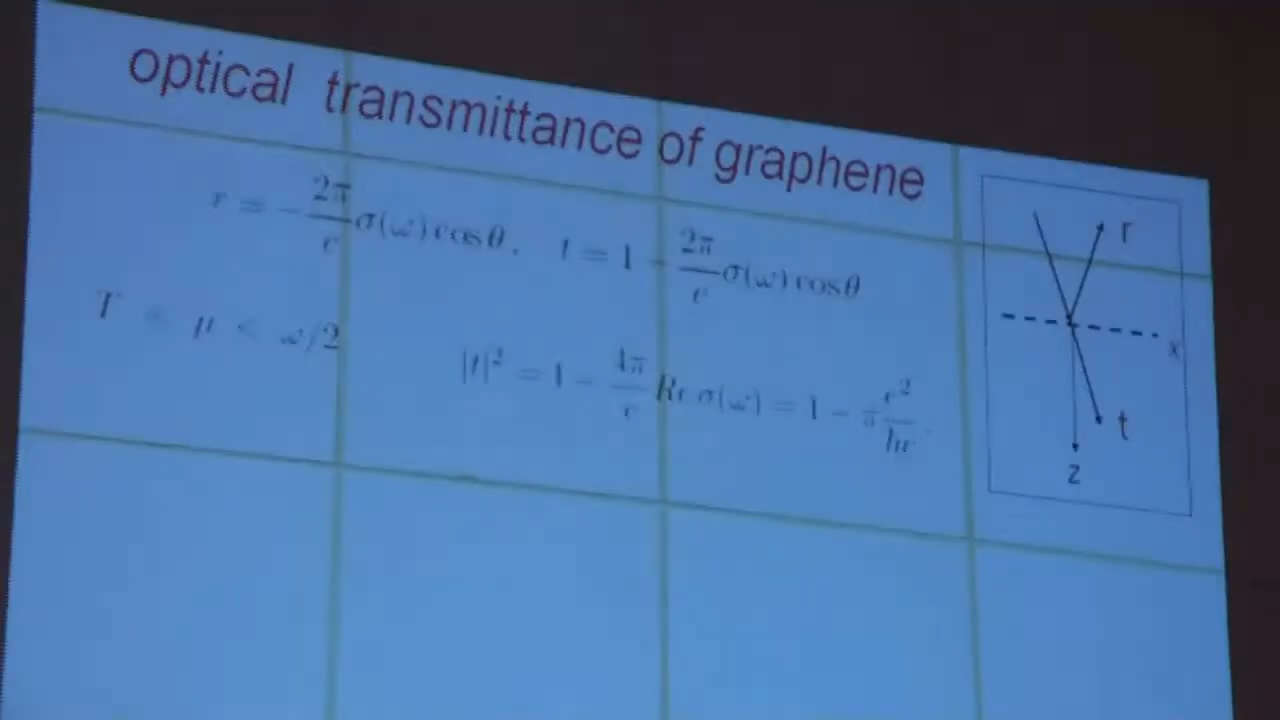 optical transmittance of graphene
r = −2π/c σ(ω) cos θ, t = 1 − 2π/c σ(ω) cos θ
T < μ < ω/2
|t|² = 1 − 4π/c Re σ(ω) = 1 − π e²/ħc.
r
x
t
z